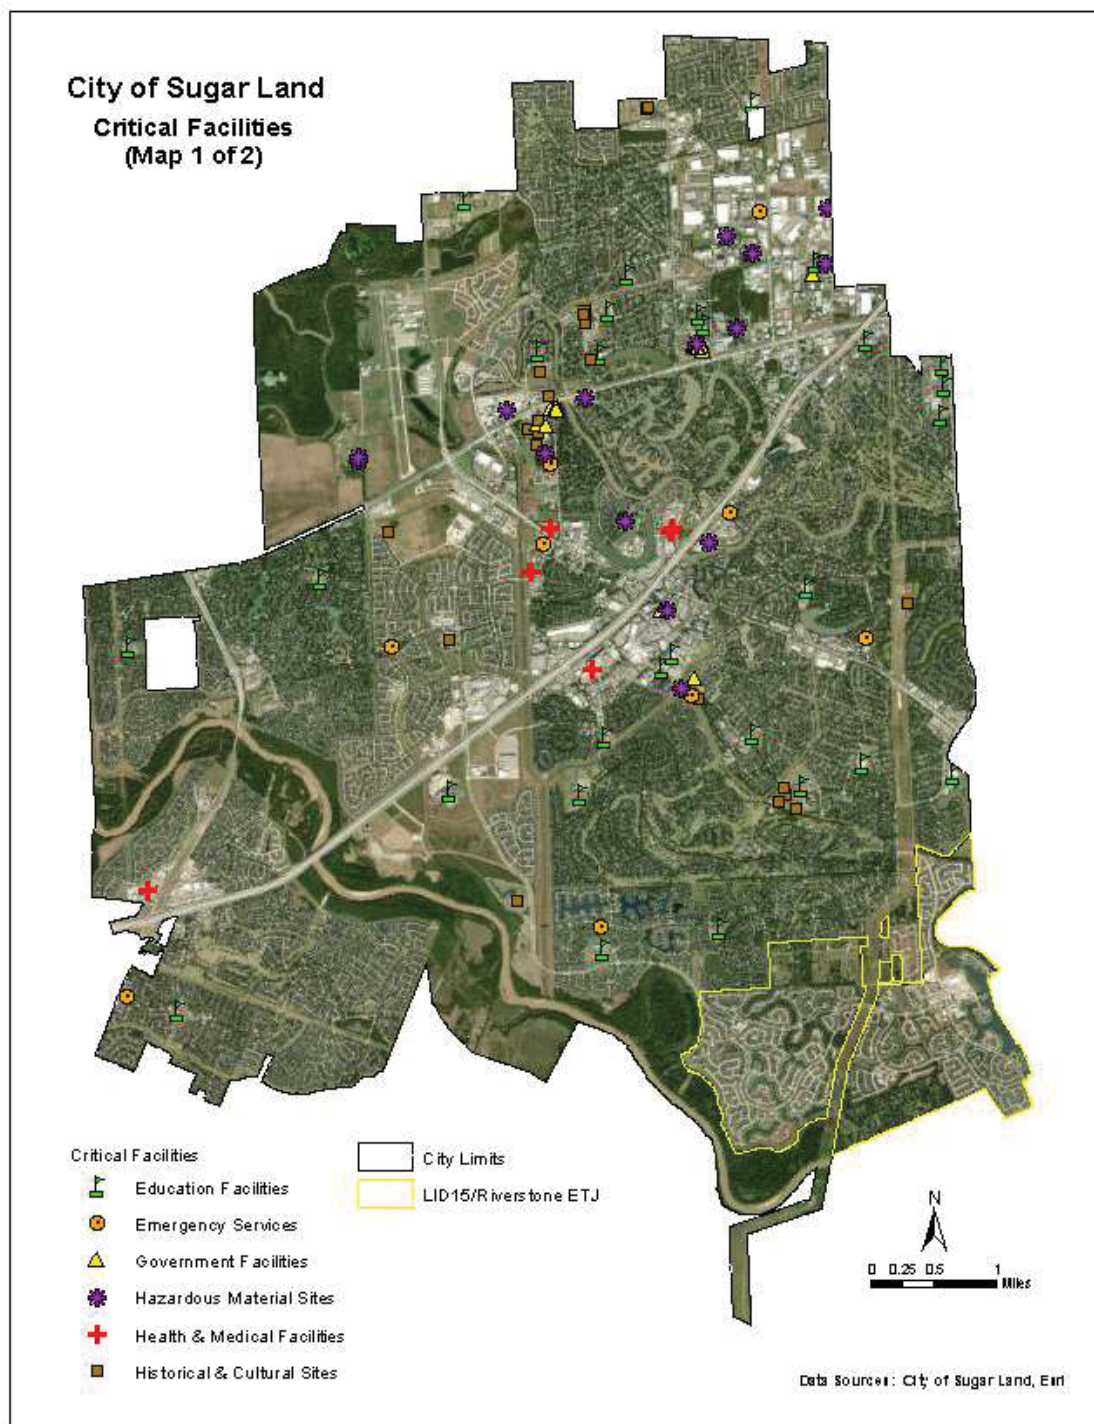 City of Sugar Land
Critical Facilities
(Map 1 of 2)
Critical Facilities
Education Facilities
Emergency Services
Government Facilities
Hazardous Material Sites
Health & Medical Facilities
Historical & Cultural Sites
City Limits
LID15/Riverstone ETJ
N
0 0.25 0.5 1
Miles
Data Sources: City of Sugar Land, Esri